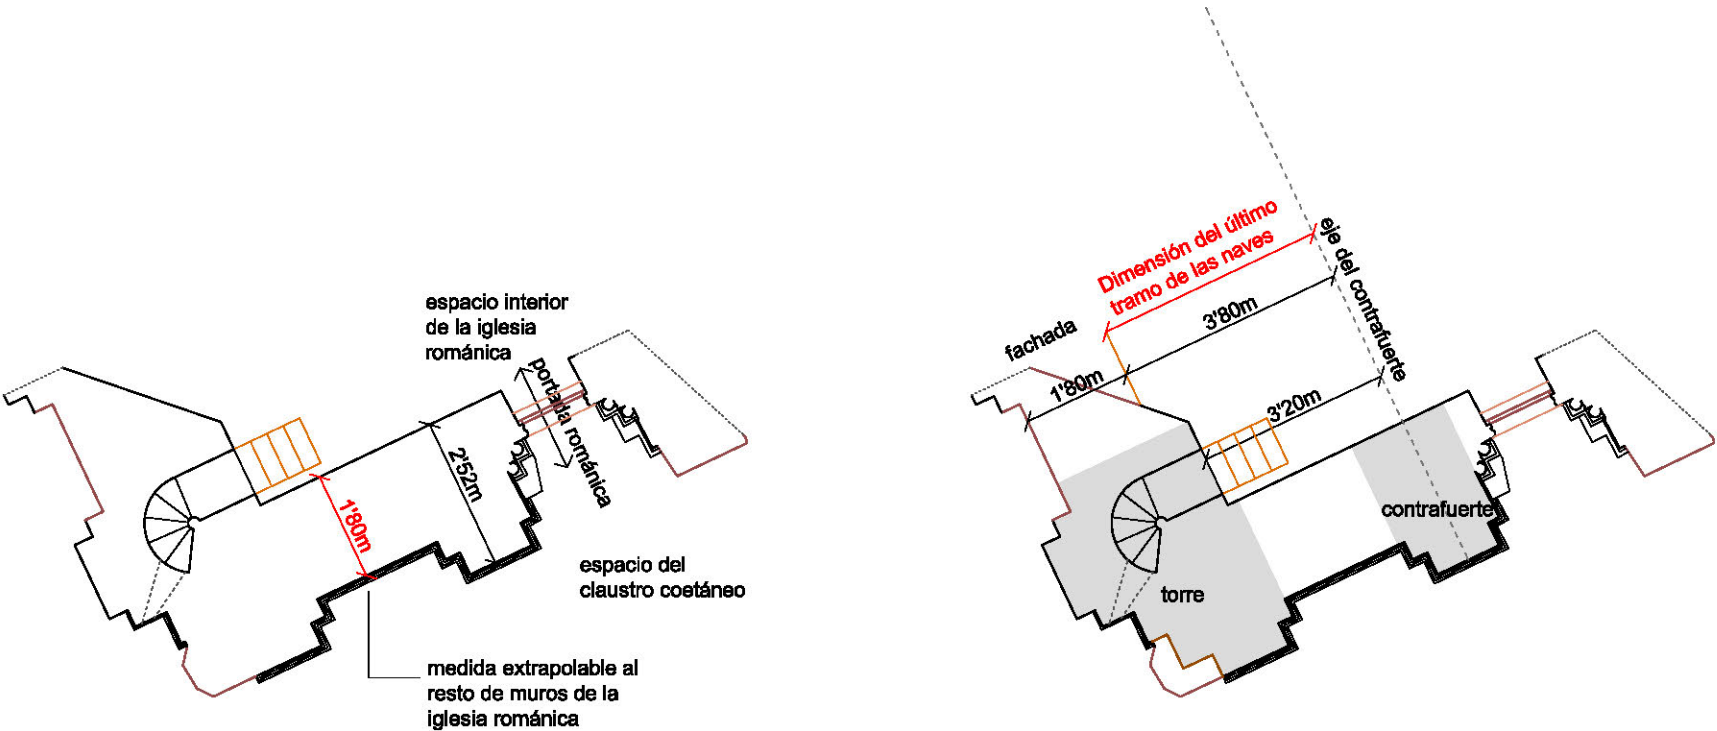 espacio interior
de la iglesia
románica
portada románica
2'52m
1'80m
espacio del
claustro coetáneo
medida extrapolable al
resto de muros de la
iglesia románica
Dimensión del último
tramo de las naves
eje del contrafuerte
3'80m
fachada
1'80m
3'20m
contrafuerte
torre